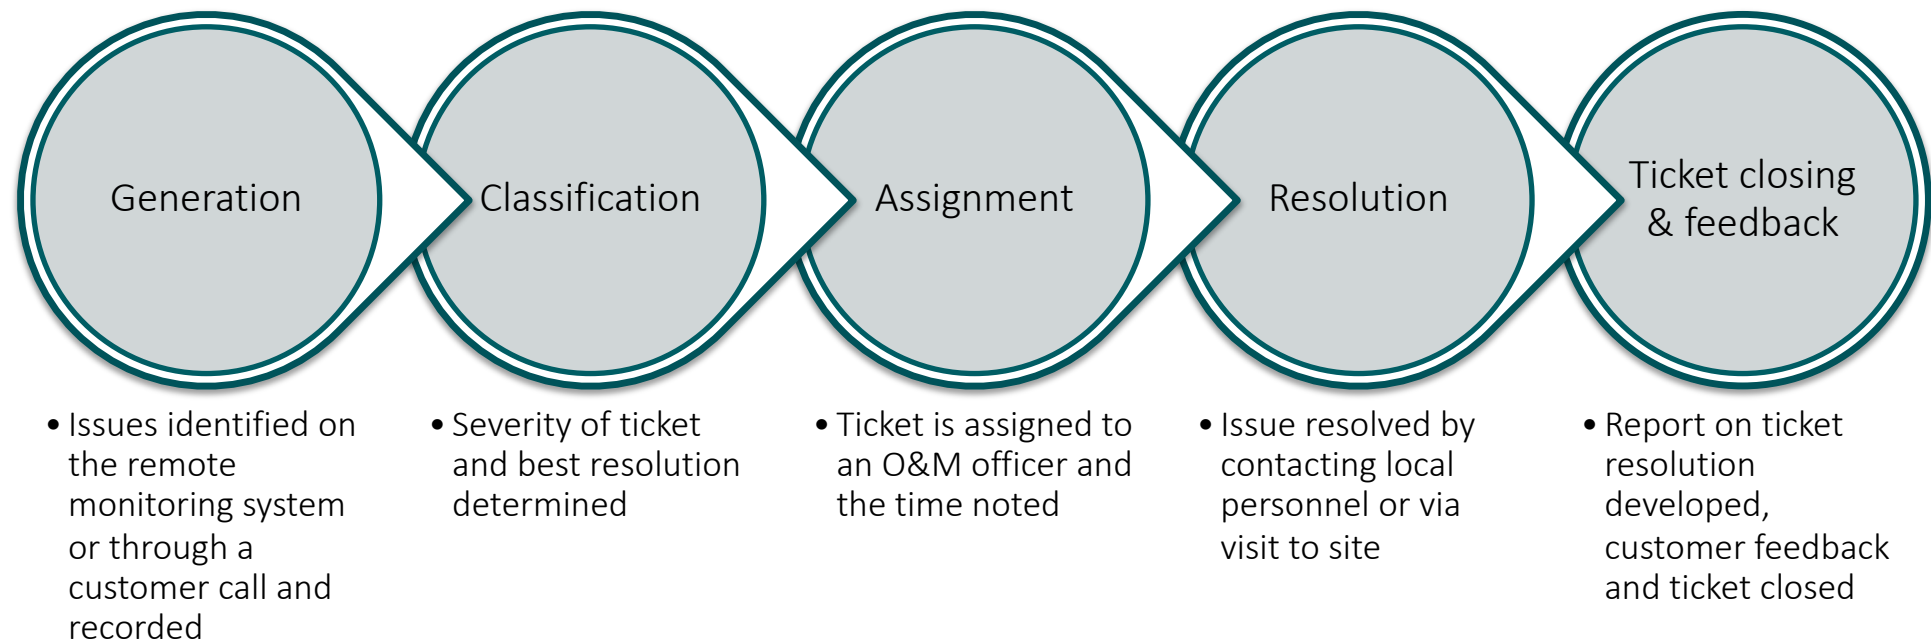 Generation
Classification
Assignment
Resolution
Ticket closing
& feedback
• Issues identified on
the remote
monitoring system
or through a
customer call and
recorded
• Severity of ticket
and best resolution
determined
• Ticket is assigned to
an O&M officer and
the time noted
• Issue resolved by
contacting local
personnel or via
visit to site
• Report on ticket
resolution
developed,
customer feedback
and ticket closed